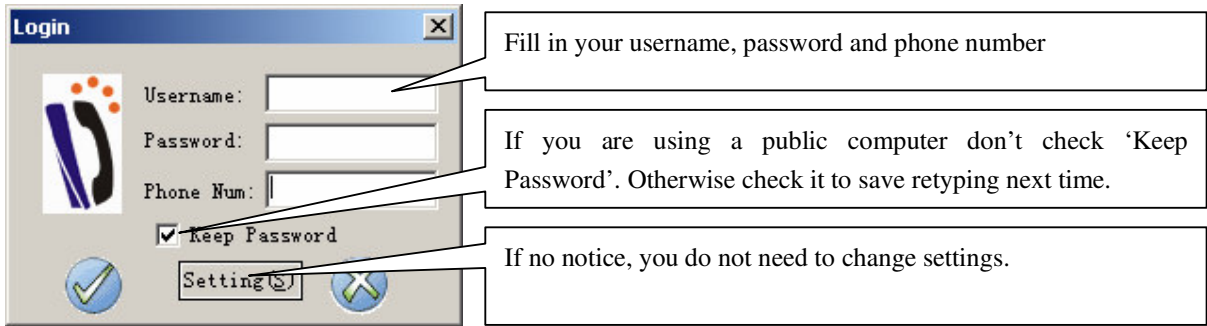 Login
Fill in your username, password and phone number
Username:
Password:
If you are using a public computer don’t check ‘Keep
Password’. Otherwise check it to save retyping next time.
Phone Num:
Keep Password
If no notice, you do not need to change settings.
Setting(S)